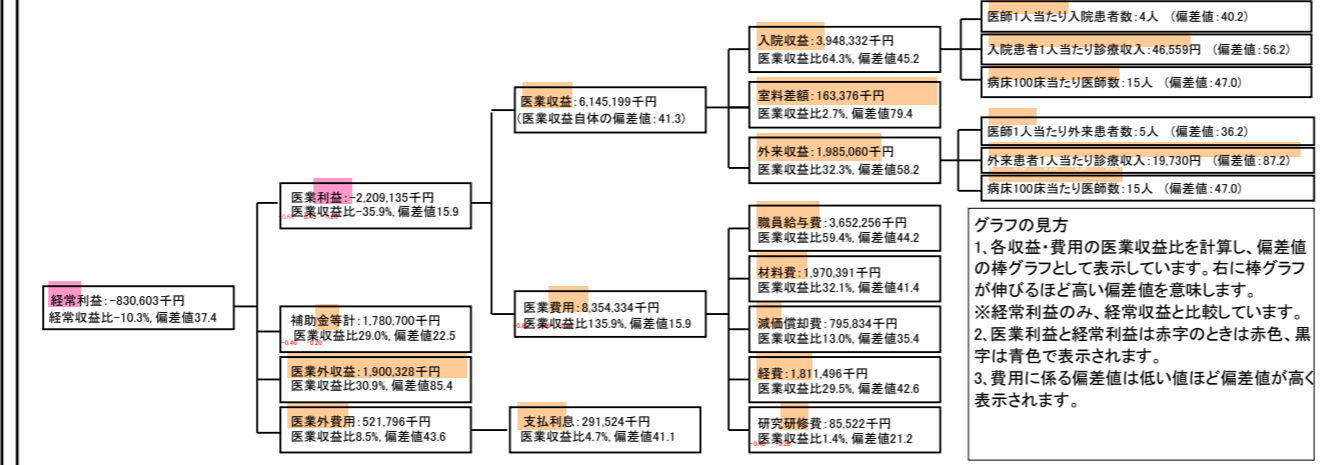 経常利益:-830,603千円
経常収益比-10.3%, 偏差値37.4
医業利益:-2,209,135千円
医業収益比-35.9%, 偏差値15.9
補助金等計:1,780,700千円
医業収益比29.0%, 偏差値22.5
-0.40 -0.20
医業外収益:1,900,328千円
医業収益比30.9%, 偏差値85.4
医業外費用:521,796千円
医業収益比8.5%, 偏差値43.6
医業収益:6,145,199千円
(医業収益自体の偏差値:41.3)
医業費用:8,354,334千円
医業収益比135.9%, 偏差値15.9
支払利息:291,524千円
医業収益比4.7%, 偏差値41.1
入院収益:3,948,332千円
医業収益比64.3%, 偏差値45.2
室料差額:163,376千円
医業収益比2.7%, 偏差値79.4
外来収益:1,985,060千円
医業収益比32.3%, 偏差値58.2
職員給与費:3,652,256千円
医業収益比59.4%, 偏差値44.2
材料費:1,970,391千円
医業収益比32.1%, 偏差値41.4
減価償却費:795,834千円
医業収益比13.0%, 偏差値35.4
経費:1,811,496千円
医業収益比29.5%, 偏差値42.6
研究研修費:85,522千円
医業収益比1.4%, 偏差値21.2
医師1人当たり入院患者数:4人 (偏差値:40.2)
入院患者1人当たり診療収入:46,559円 (偏差値:56.2)
病床100床当たり医師数:15人 (偏差値:47.0)
医師1人当たり外来患者数:5人 (偏差値:36.2)
外来患者1人当たり診療収入:19,730円 (偏差値:87.2)
病床100床当たり医師数:15人 (偏差値:47.0)
グラフの見方
1、各収益・費用の医業収益比を計算し、偏差値
の棒グラフとして表示しています。右に棒グラフ
が伸びるほど高い偏差値を意味します。
※経常利益のみ、経常収益と比較しています。
2、医業利益と経常利益は赤字のときは赤色、黒
字は青色で表示されます。
3、費用に係る偏差値は低い値ほど偏差値が高く
表示されます。